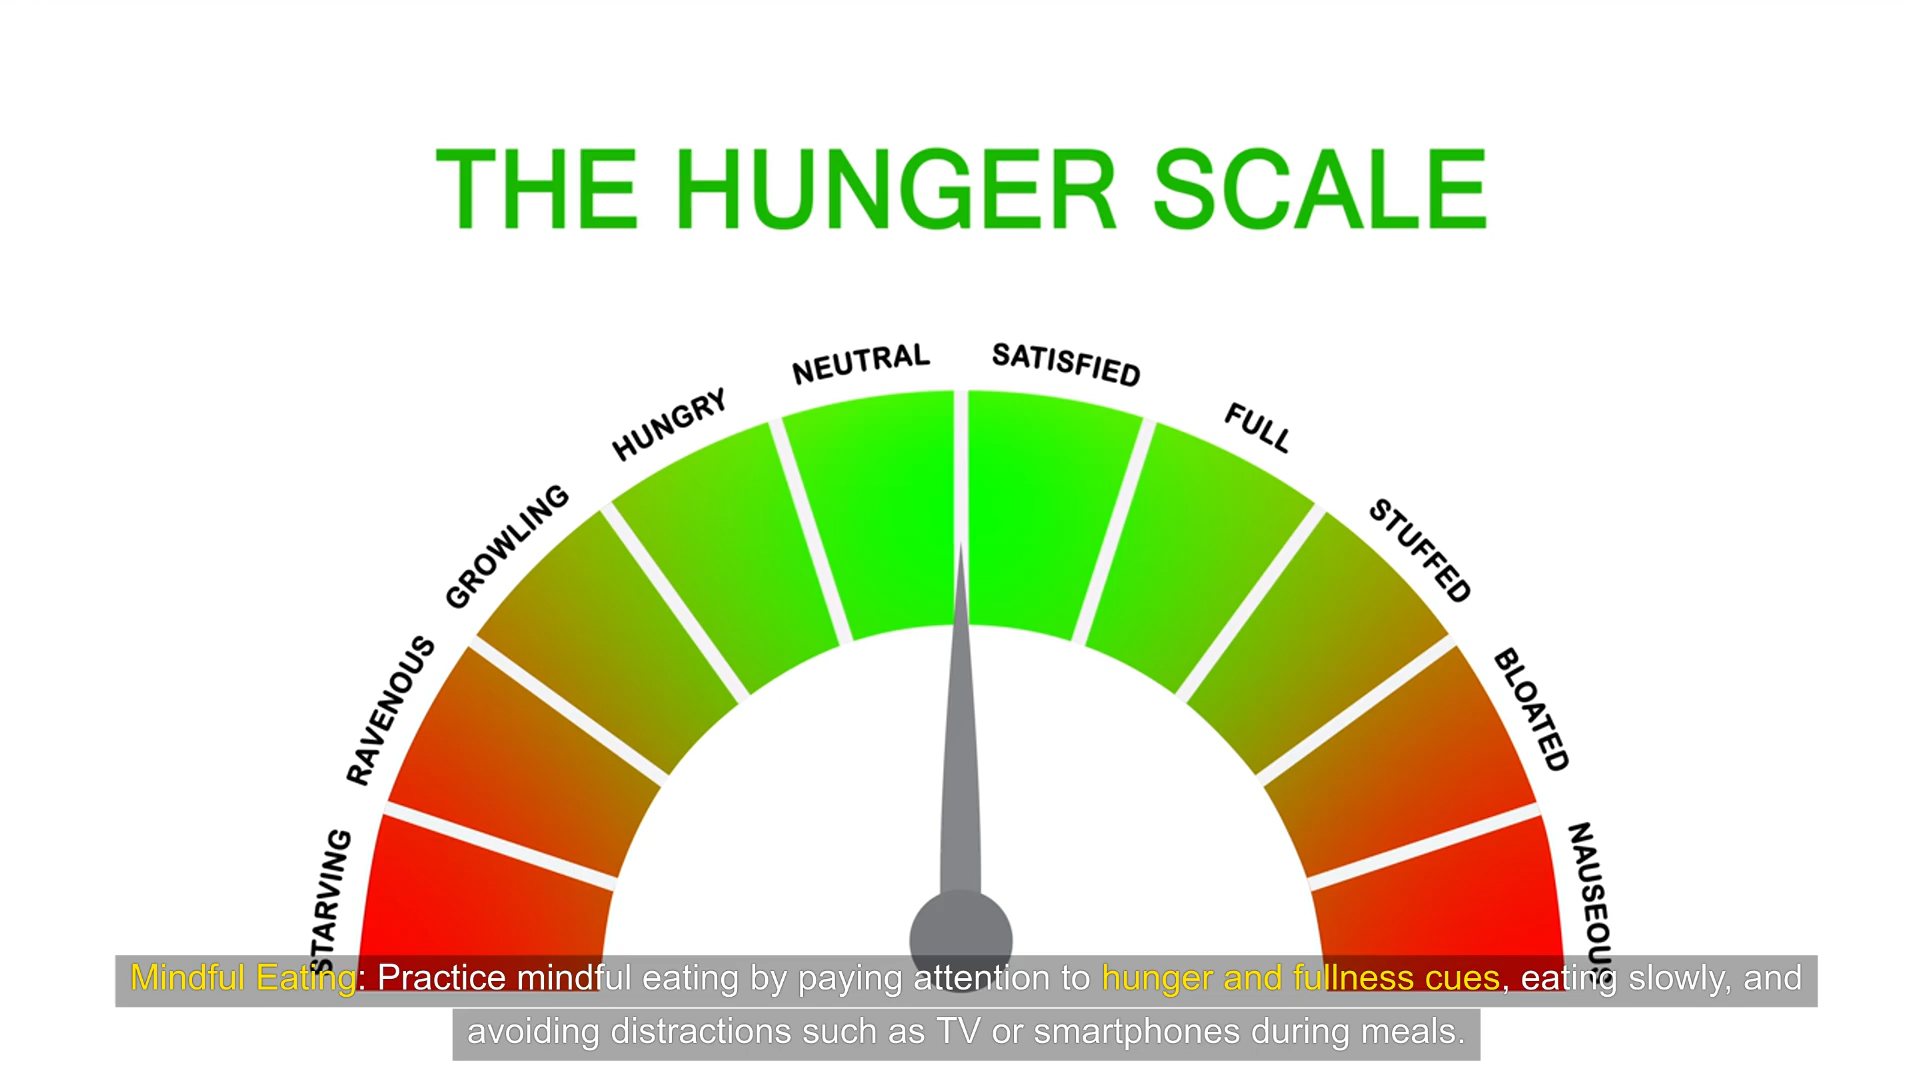 THE HUNGER SCALE
STARVING
RAVENOUS
GROWLING
HUNGRY
NEUTRAL
SATISFIED
FULL
STUFFED
BLOATED
NAUSEOUS
Mindful Eating: Practice mindful eating by paying attention to hunger and fullness cues, eating slowly, and
avoiding distractions such as TV or smartphones during meals.